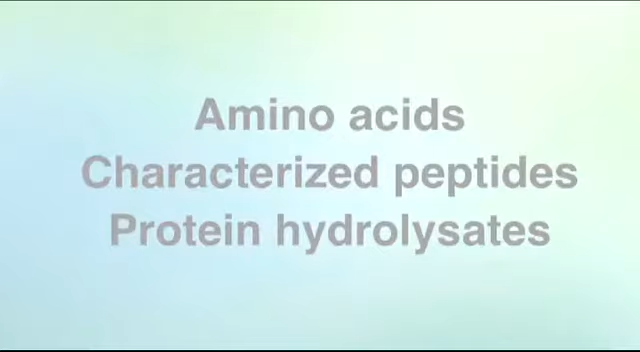 Amino acids
Characterized peptides
Protein hydrolysates